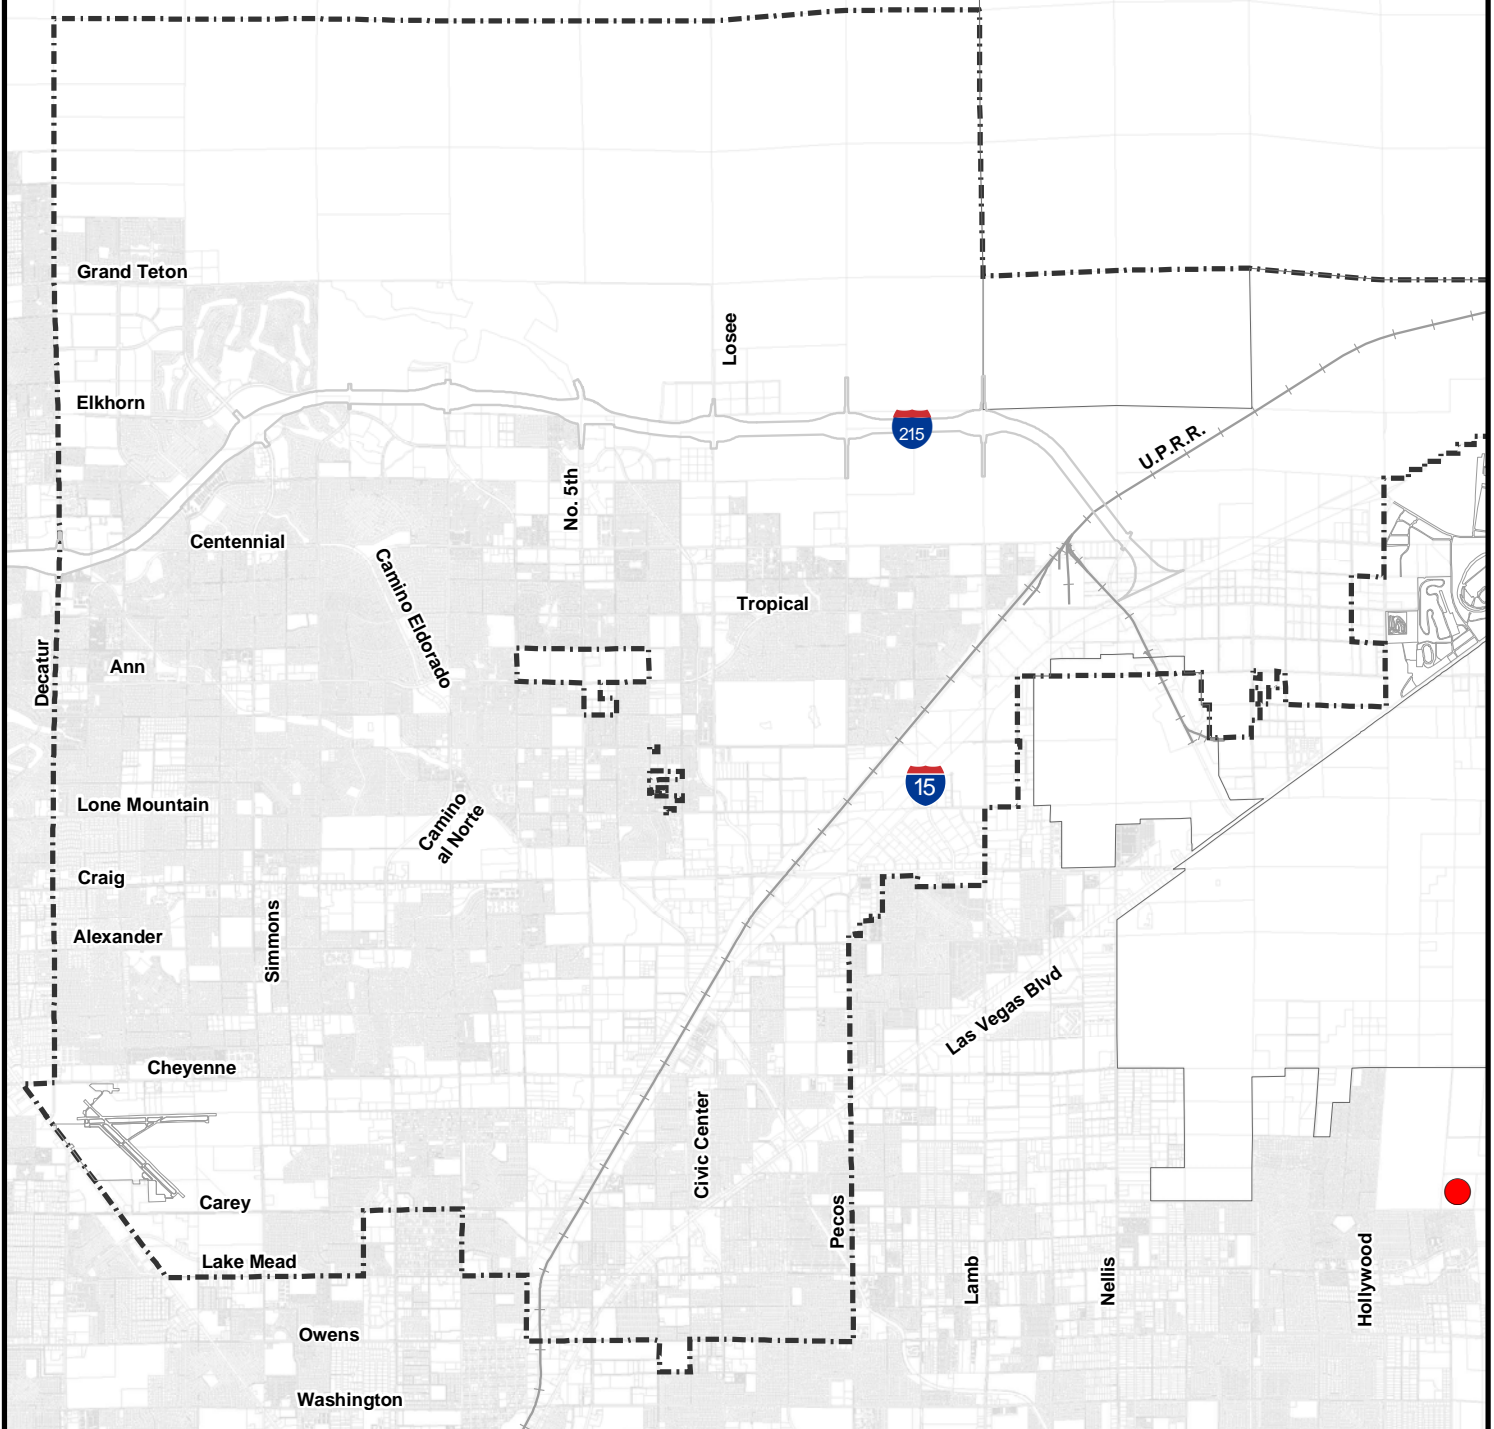 Grand Teton
Losee
Elkhorn
215
U.P.R.R.
No. 5th
Centennial
Camino Eldorado
Tropical
Decatur
Ann
15
Lone Mountain
Camino
al Norte
Craig
Simmons
Alexander
Las Vegas Blvd
Cheyenne
Civic Center
Carey
Pecos
Lake Mead
Lamb
Nellis
Hollywood
Owens
Washington